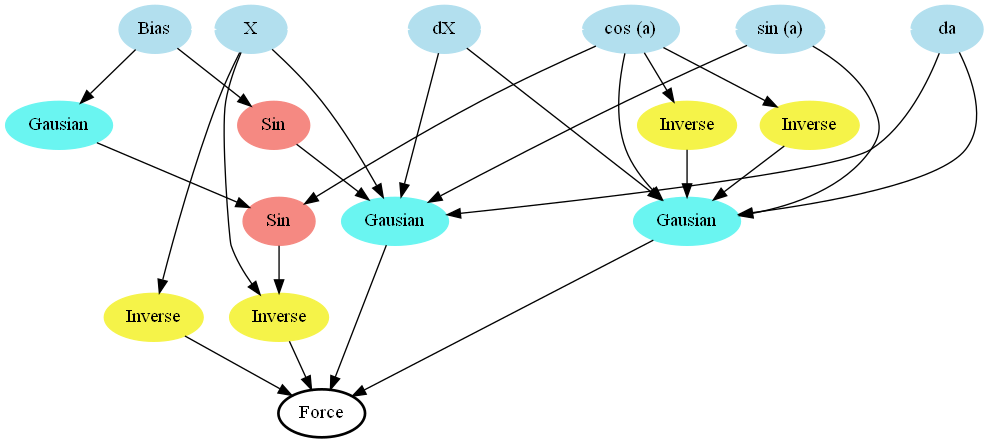 Bias
X
dX
cos (a)
sin (a)
da
Gausian
Sin
Inverse
Inverse
Sin
Gausian
Gausian
Inverse
Inverse
Force